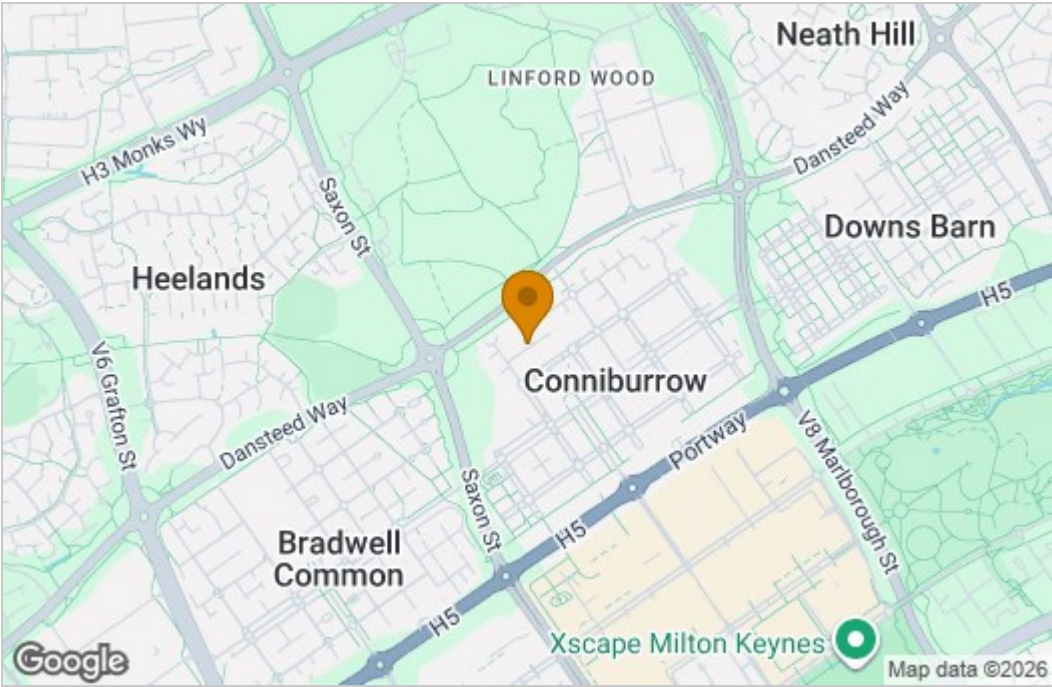 Neath Hill
LINFORD WOOD
Dansteed Way
H3 Monks Wy
Saxon St
Downs Barn
Heelands
H5
V6 Grafton St
Conniburrow
Dansteed Way
Portway
V8 Marlborough St
Saxon St
H5
Bradwell
Common
H5
Xscape Milton Keynes
Google
Map data ©2026